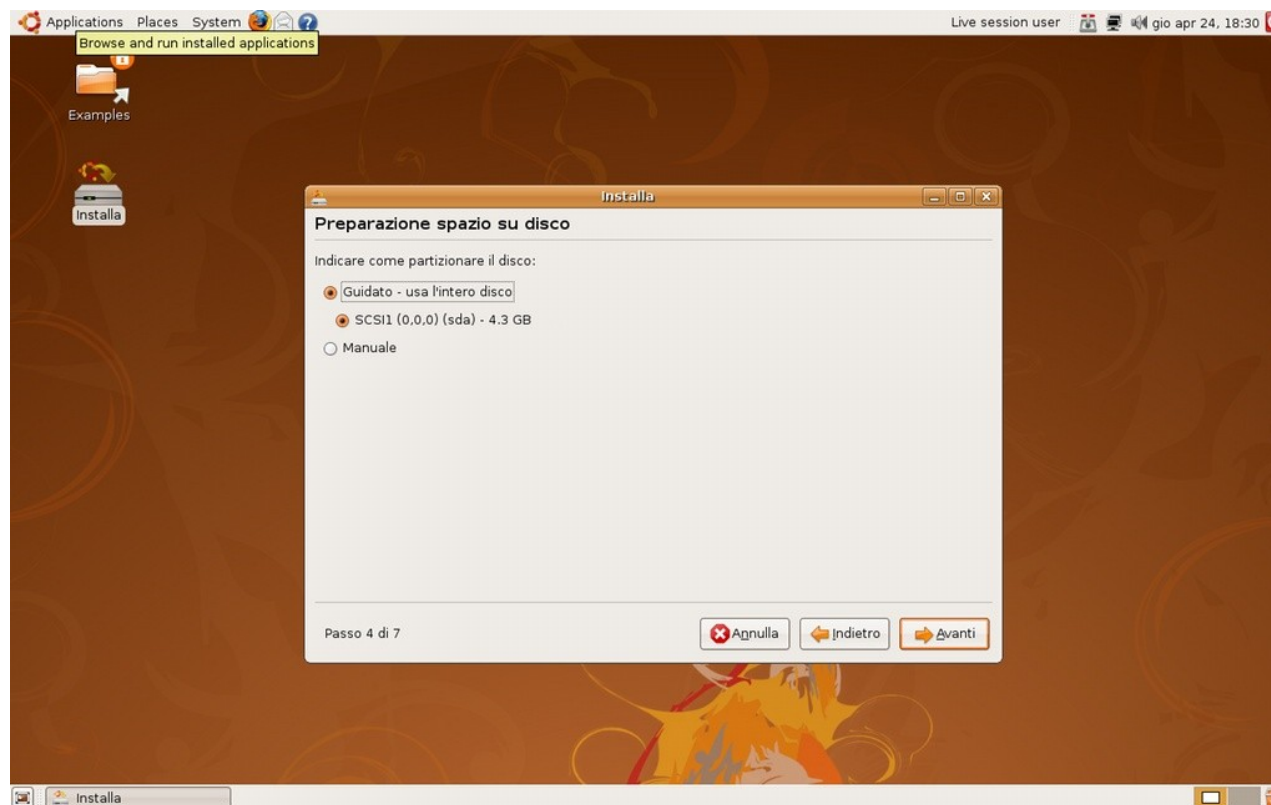 Applications Places System Live session user gio apr 24, 18:30
Browse and run installed applications
Examples
Installa
Installa
Preparazione spazio su disco
Indicare come partizionare il disco:
Guidato - usa l'intero disco
SCSI1 (0,0,0) (sda) - 4.3 GB
Manuale
Passo 4 di 7 Annulla Indietro Avanti
Installa